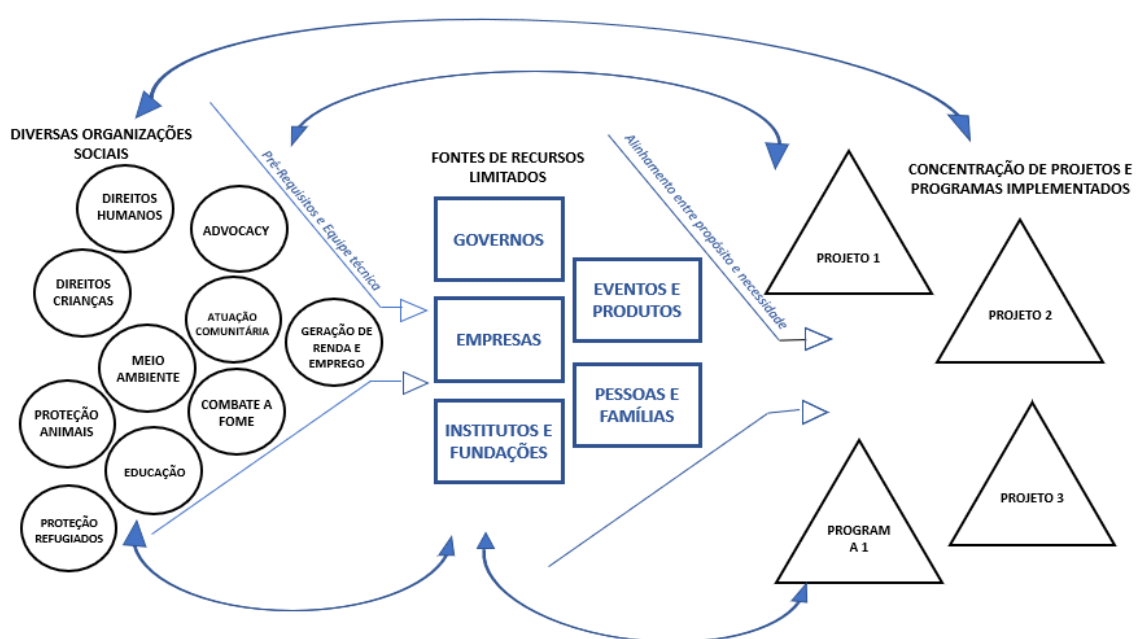 DIVERSAS ORGANIZAÇÕES
SOCIAIS
DIREITOS
HUMANOS
ADVOCACY
DIREITOS
CRIANÇAS
ATUAÇÃO
COMUNITÁRIA
GERAÇÃO DE
RENDA E
EMPREGO
MEIO
AMBIENTE
COMBATE A
FOME
PROTEÇÃO
ANIMAIS
EDUCAÇÃO
PROTEÇÃO
REFUGIADOS
Pré-Requisitos e Equipe técnica
FONTES DE RECURSOS
LIMITADOS
GOVERNOS
EVENTOS E
PRODUTOS
EMPRESAS
PESSOAS E
FAMÍLIAS
INSTITUTOS E
FUNDAÇÕES
Alinhamento entre propósito e necessidade
CONCENTRAÇÃO DE PROJETOS E
PROGRAMAS IMPLEMENTADOS
PROJETO 1
PROJETO 2
PROJETO 3
PROGRAM
A 1